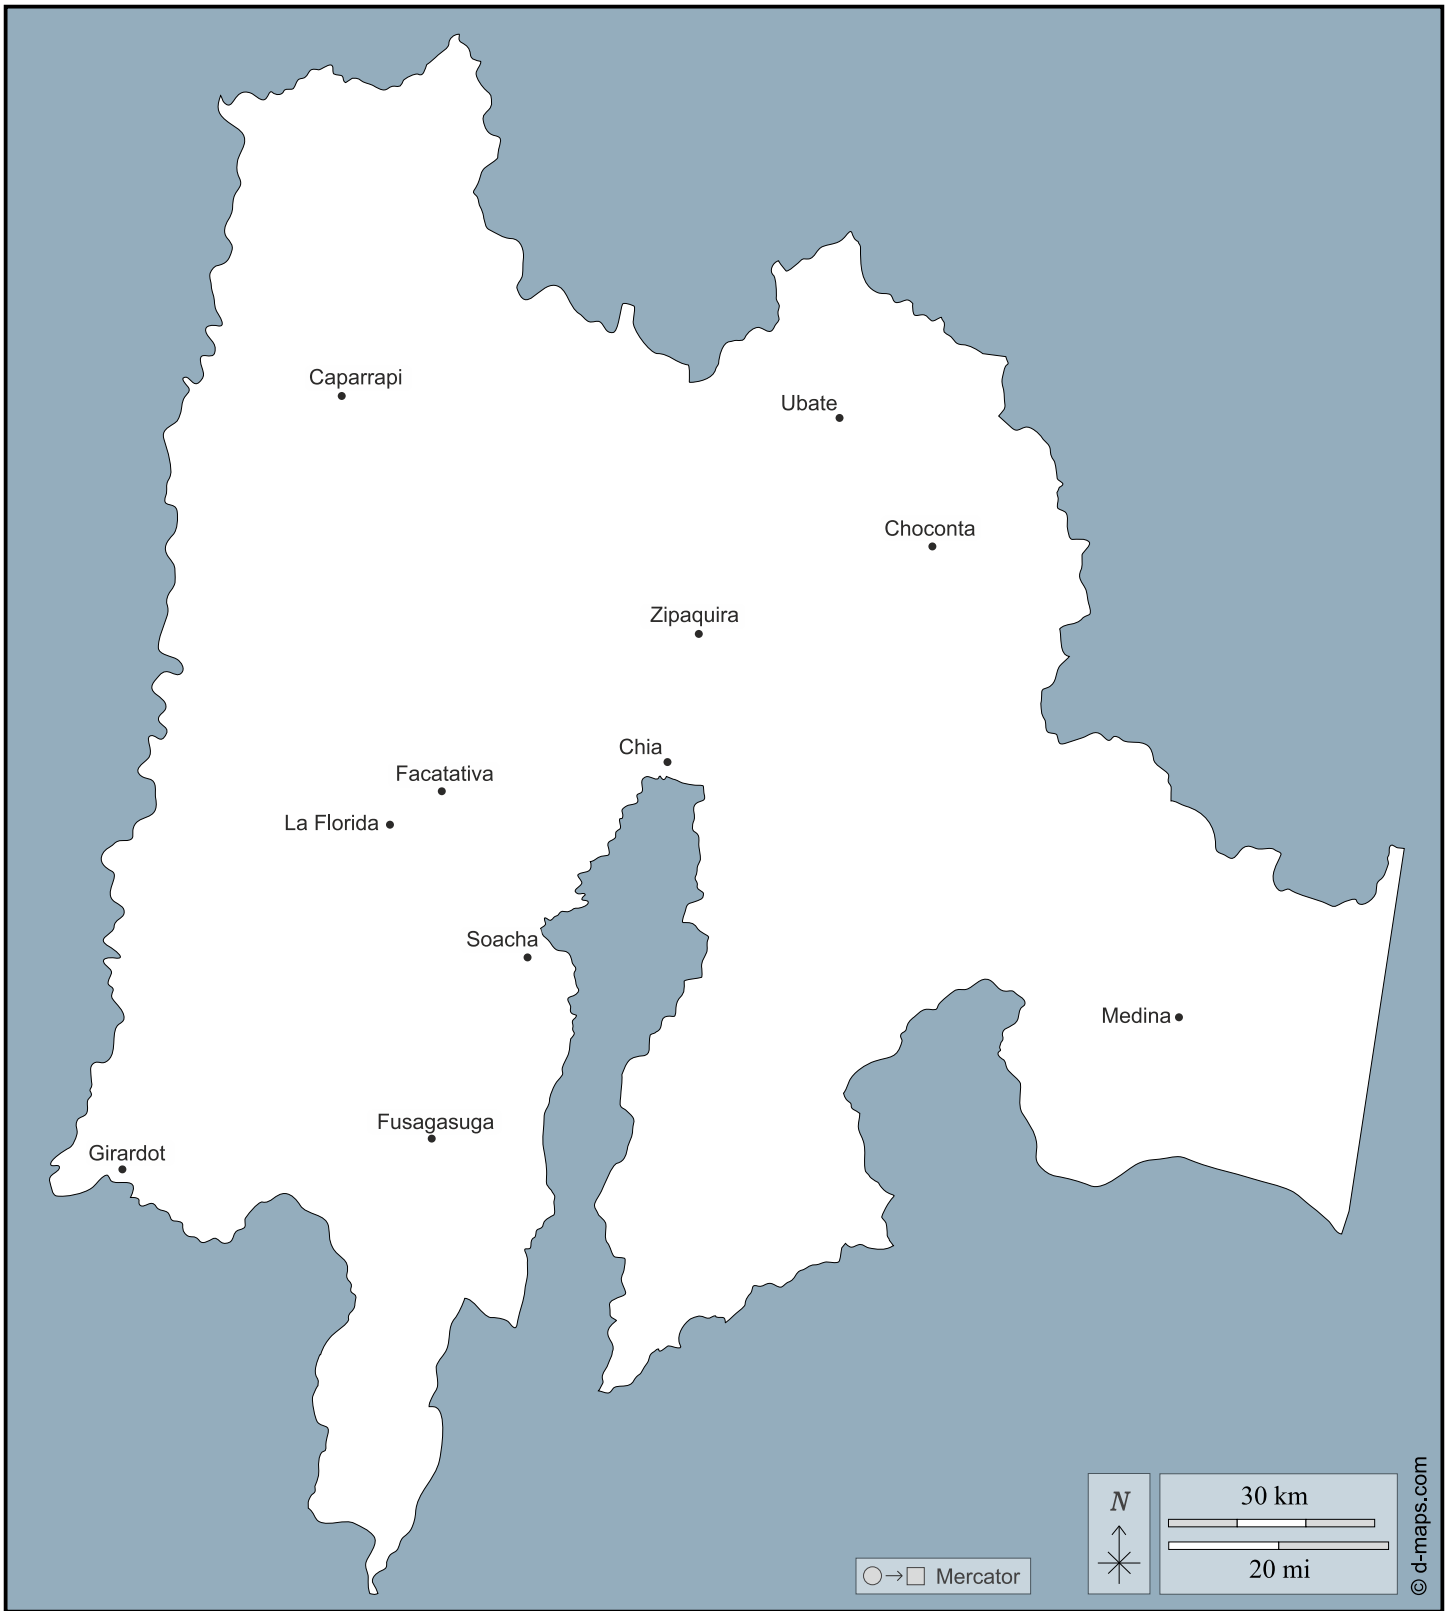 Caparrapi
Ubate
Choconta
Zipaquira
Chia
Facatativa
La Florida
Soacha
Medina
Fusagasuga
Girardot
N
30 km
20 mi
Mercator
© d-maps.com